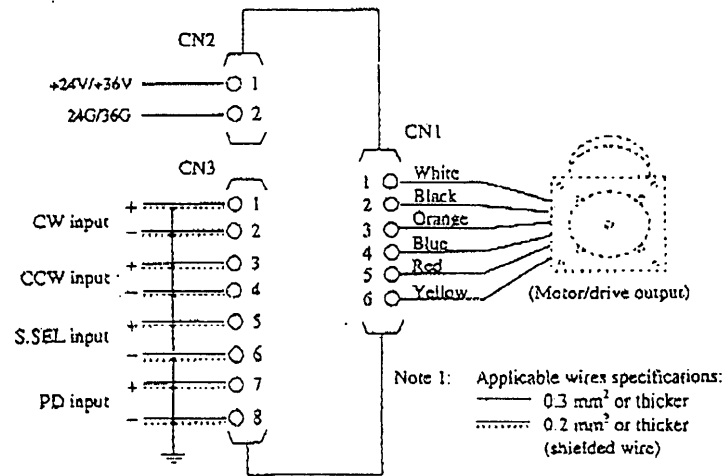 CN2
+24V/+36V
1
24G/36G
2
CN1
CN3
1 White
2 Black
3 Orange
4 Blue
5 Red
6 Yellow
(Motor/drive output)
CW input
+ 1
− 2
CCW input
+ 3
− 4
S.SEL input
+ 5
− 6
PD input
+ 7
− 8
Note 1: Applicable wires specifications:
0.3 mm² or thicker
0.2 mm² or thicker
(shielded wire)